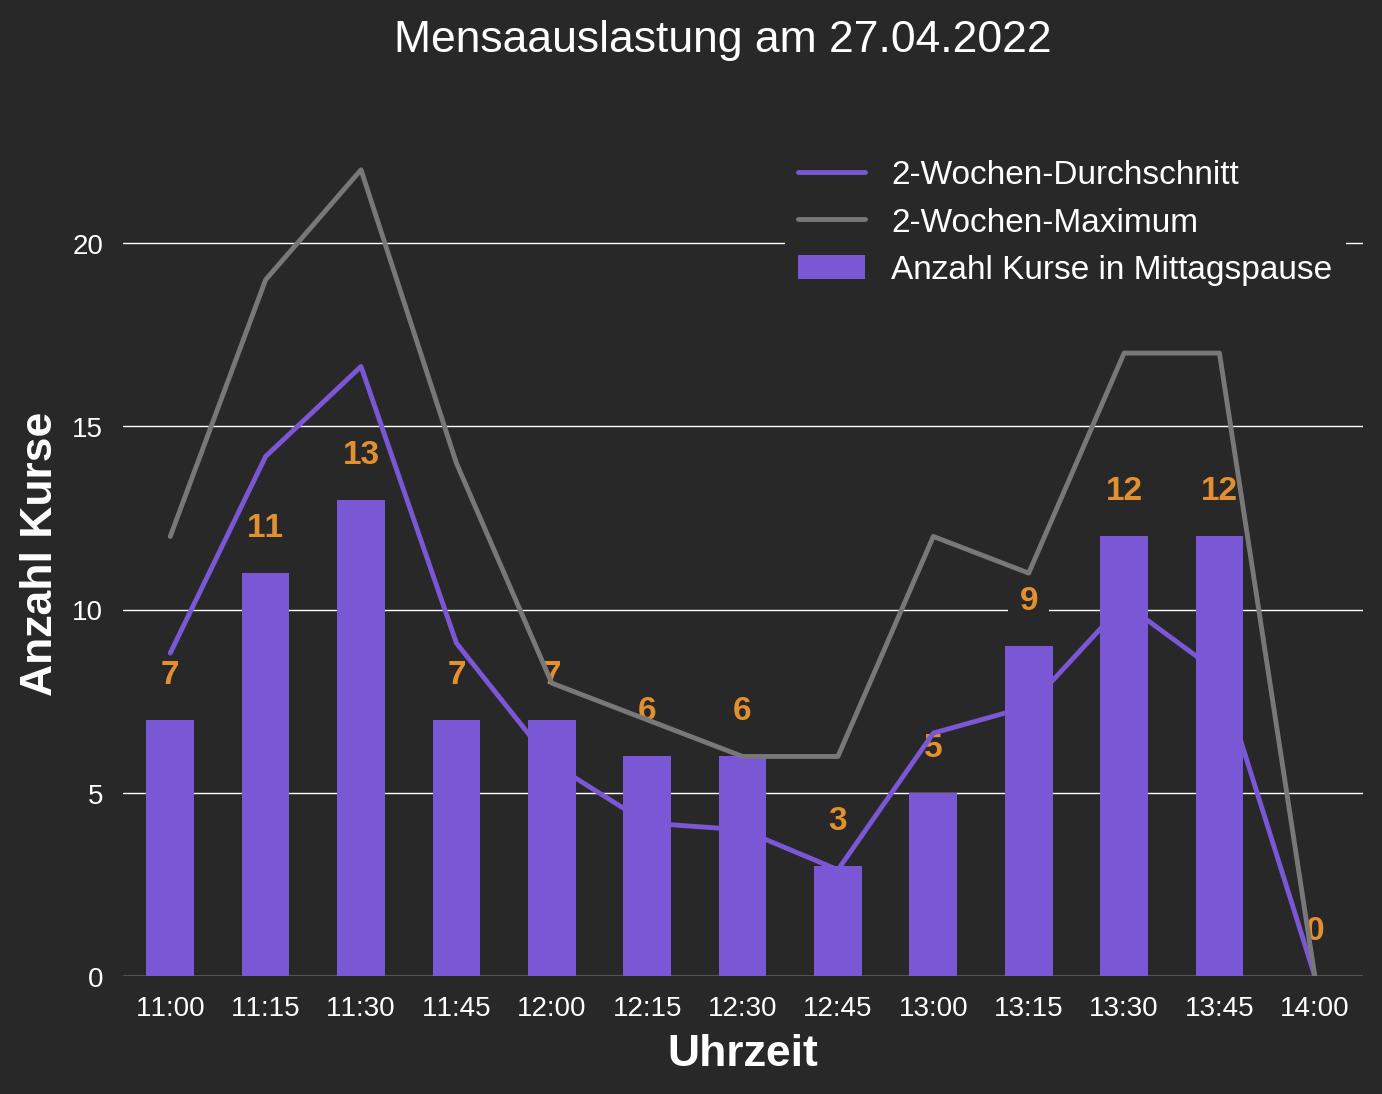 Mensaauslastung am 27.04.2022
2-Wochen-Durchschnitt
2-Wochen-Maximum
Anzahl Kurse in Mittagspause
Anzahl Kurse
20
15
10
5
0
7
11
13
7
7
6
6
3
5
9
12
12
0
11:00 11:15 11:30 11:45 12:00 12:15 12:30 12:45 13:00 13:15 13:30 13:45 14:00
Uhrzeit